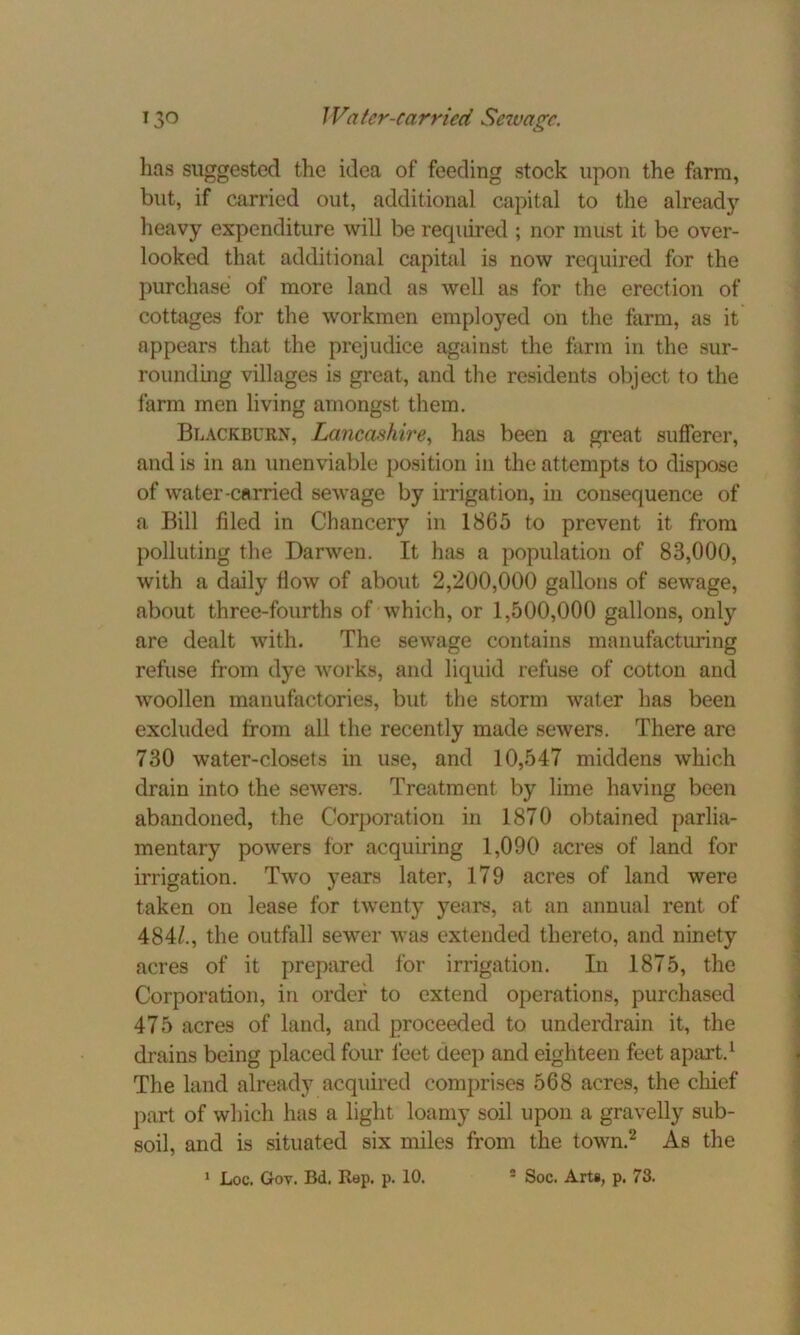 130 Water-carried Sewage.
has suggested the idea of feeding stock upon the farm,
but, if carried out, additional capital to the already
heavy expenditure will be required ; nor must it be over-
looked that additional capital is now required for the
purchase of more land as well as for the erection of
cottages for the workmen employed on the farm, as it
appears that the prejudice against the farm in the sur-
rounding villages is great, and the residents object to the
farm men living amongst them.
BLACKBURN, Lancashire, has been a great sufferer,
and is in an unenviable position in the attempts to dispose
of water-carried sewage by irrigation, in consequence of
a Bill filed in Chancery in 1865 to prevent it from
polluting the Darwen. It has a population of 83,000,
with a daily flow of about 2,200,000 gallons of sewage,
about three-fourths of which, or 1,500,000 gallons, only
are dealt with. The sewage contains manufacturing
refuse from dye works, and liquid refuse of cotton and
woollen manufactories, but the storm water has been
excluded from all the recently made sewers. There are
730 water-closets in use, and 10,547 middens which
drain into the sewers. Treatment by lime having been
abandoned, the Corporation in 1870 obtained parlia-
mentary powers for acquiring 1,090 acres of land for
irrigation. Two years later, 179 acres of land were
taken on lease for twenty years, at an annual rent of
484l., the outfall sewer was extended thereto, and ninety
acres of it prepared for irrigation. In 1875, the
Corporation, in order to extend operations, purchased
475 acres of land, and proceeded to underdrain it, the
drains being placed four feet deep and eighteen feet apart.¹
The land already acquired comprises 568 acres, the chief
part of which has a light loamy soil upon a gravelly sub-
soil, and is situated six miles from the town.² As the
¹ Loc. Gov. Bd. Rep. p. 10. ² Soc. Arts, p. 73.